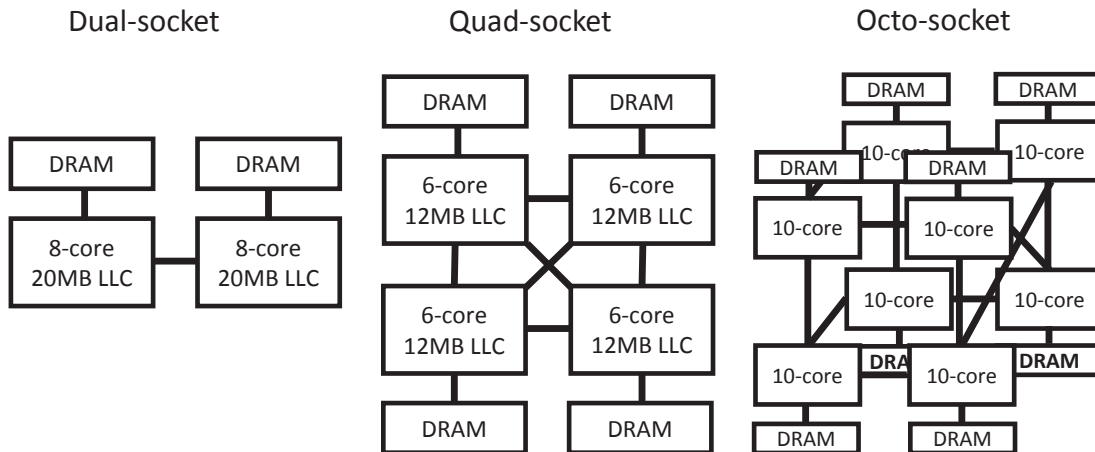 Dual-socket
Quad-socket
Octo-socket
DRAM
DRAM
8-core
20MB LLC
8-core
20MB LLC
DRAM
DRAM
6-core
12MB LLC
6-core
12MB LLC
6-core
12MB LLC
6-core
12MB LLC
DRAM
DRAM
DRAM
DRAM
10-core
10-core
DRAM
DRAM
10-core
10-core
10-core
10-core
DRA
DRAM
10-core
10-core
DRAM
DRAM